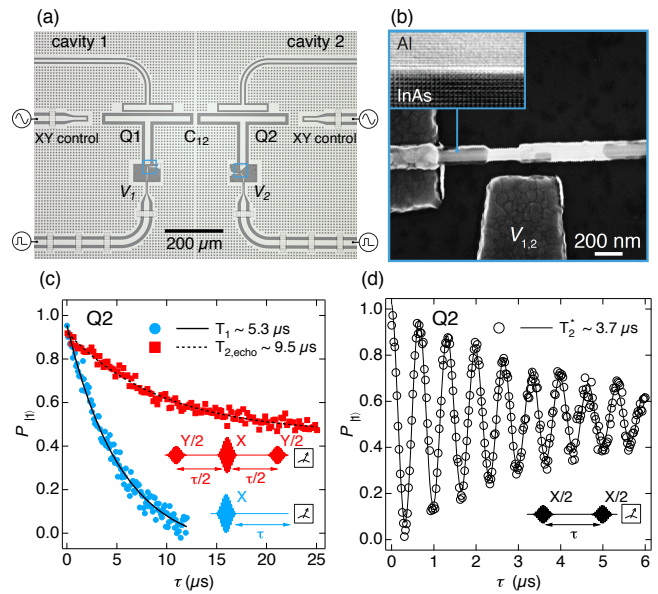 (a)
cavity 1
cavity 2
XY control
Q1
C12
Q2
XY control
V1
V2
200 µm
(b)
Al
InAs
V1,2
200 nm
(c)
Q2
T1 ~ 5.3 µs
T2,echo ~ 9.5 µs
Y/2
X
Y/2
τ/2
τ/2
X
τ
P|1⟩
1.0
0.8
0.6
0.4
0.2
0.0
0
5
10
15
20
25
τ (µs)
(d)
Q2
T2* ~ 3.7 µs
X/2
X/2
τ
P|1⟩
1.0
0.8
0.6
0.4
0.2
0.0
0
1
2
3
4
5
6
τ (µs)